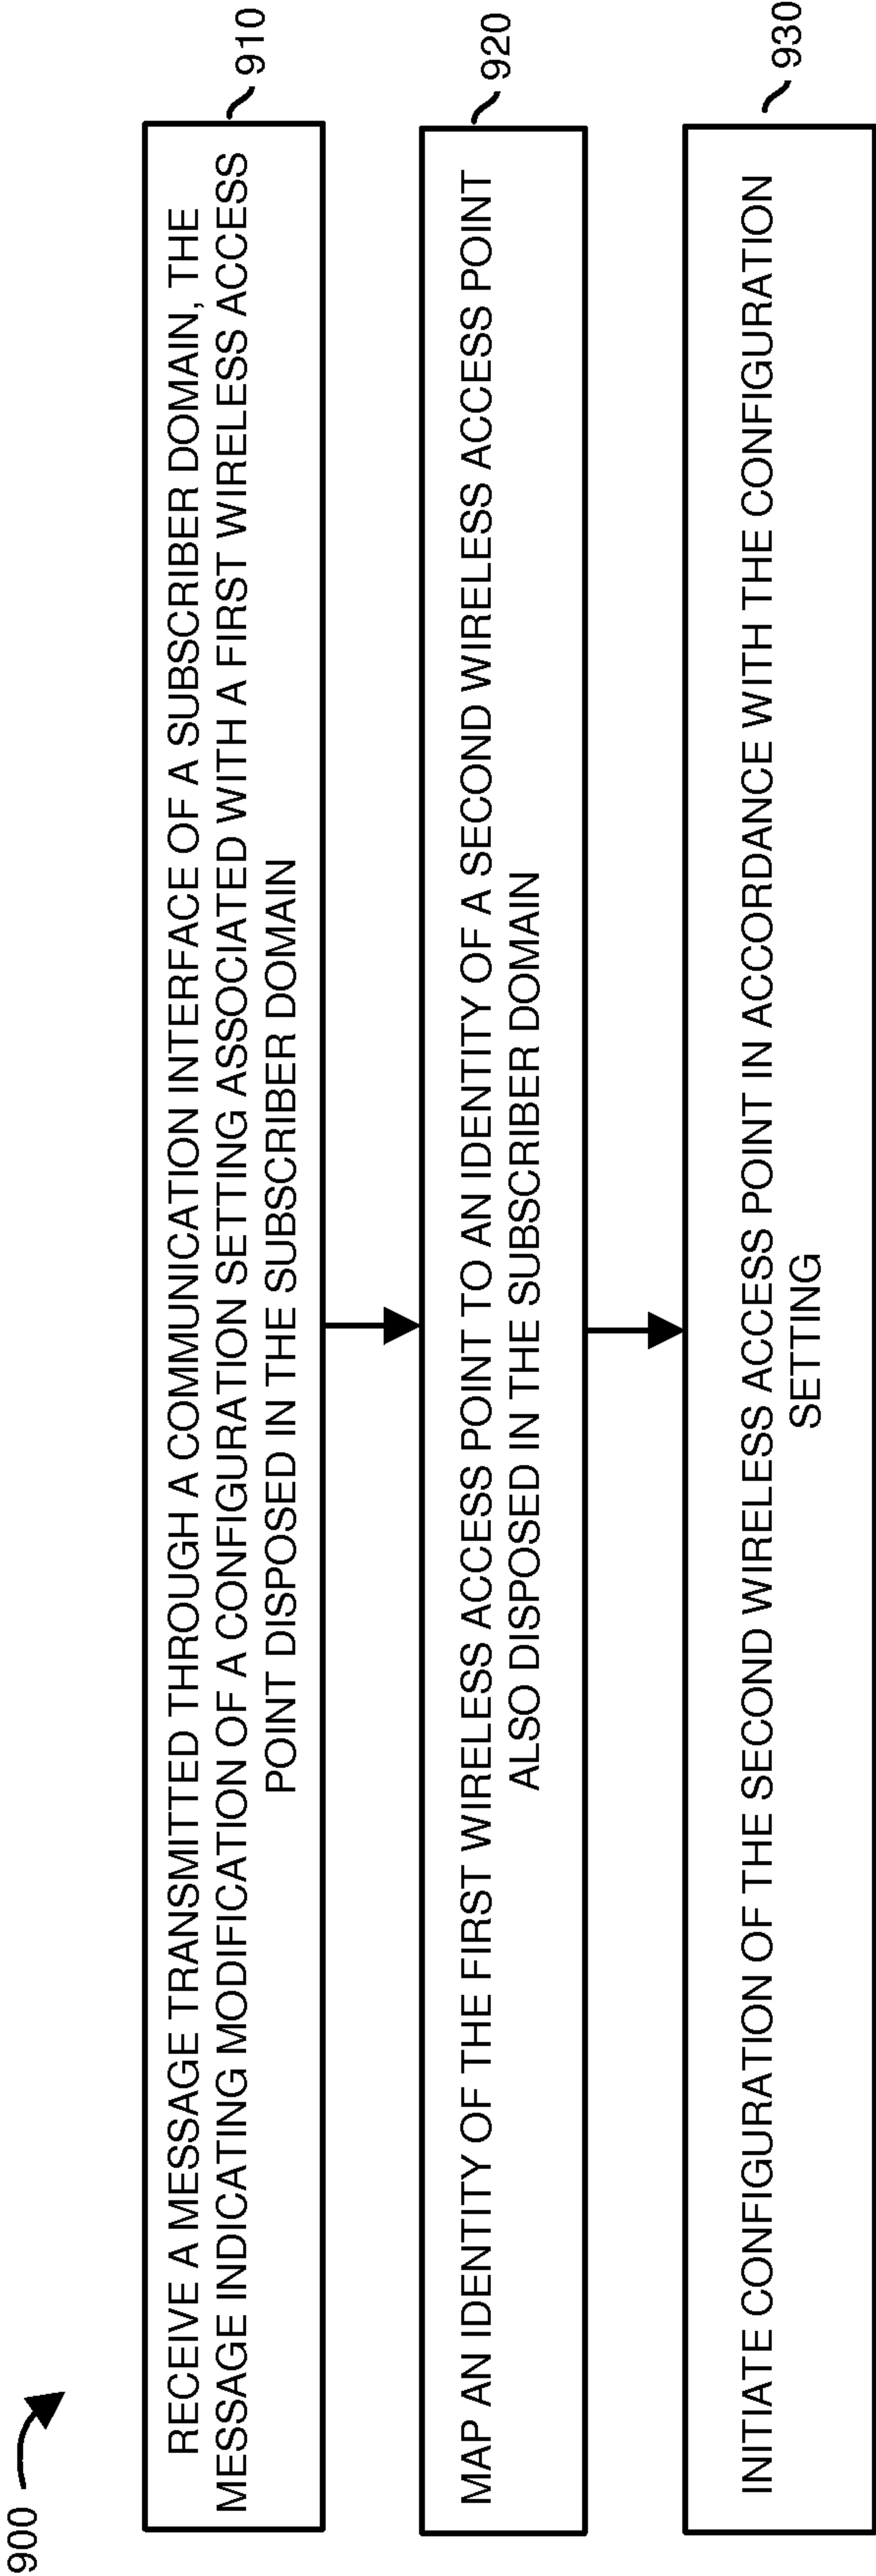 900
RECEIVE A MESSAGE TRANSMITTED THROUGH A COMMUNICATION INTERFACE OF A SUBSCRIBER DOMAIN, THE
MESSAGE INDICATING MODIFICATION OF A CONFIGURATION SETTING ASSOCIATED WITH A FIRST WIRELESS ACCESS
POINT DISPOSED IN THE SUBSCRIBER DOMAIN
910
MAP AN IDENTITY OF THE FIRST WIRELESS ACCESS POINT TO AN IDENTITY OF A SECOND WIRELESS ACCESS POINT
ALSO DISPOSED IN THE SUBSCRIBER DOMAIN
920
INITIATE CONFIGURATION OF THE SECOND WIRELESS ACCESS POINT IN ACCORDANCE WITH THE CONFIGURATION
SETTING
930